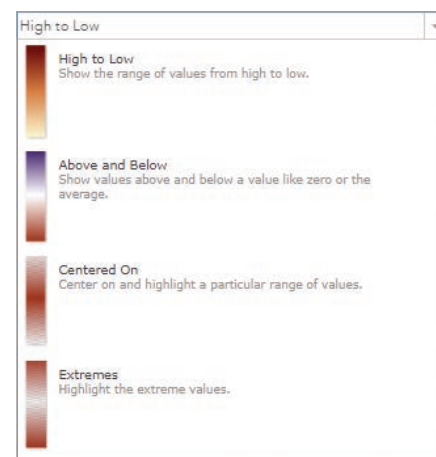 High to Low
High to Low
Show the range of values from high to low.
Above and Below
Show values above and below a value like zero or the
average.
Centered On
Center on and highlight a particular range of values.
Extremes
Highlight the extreme values.